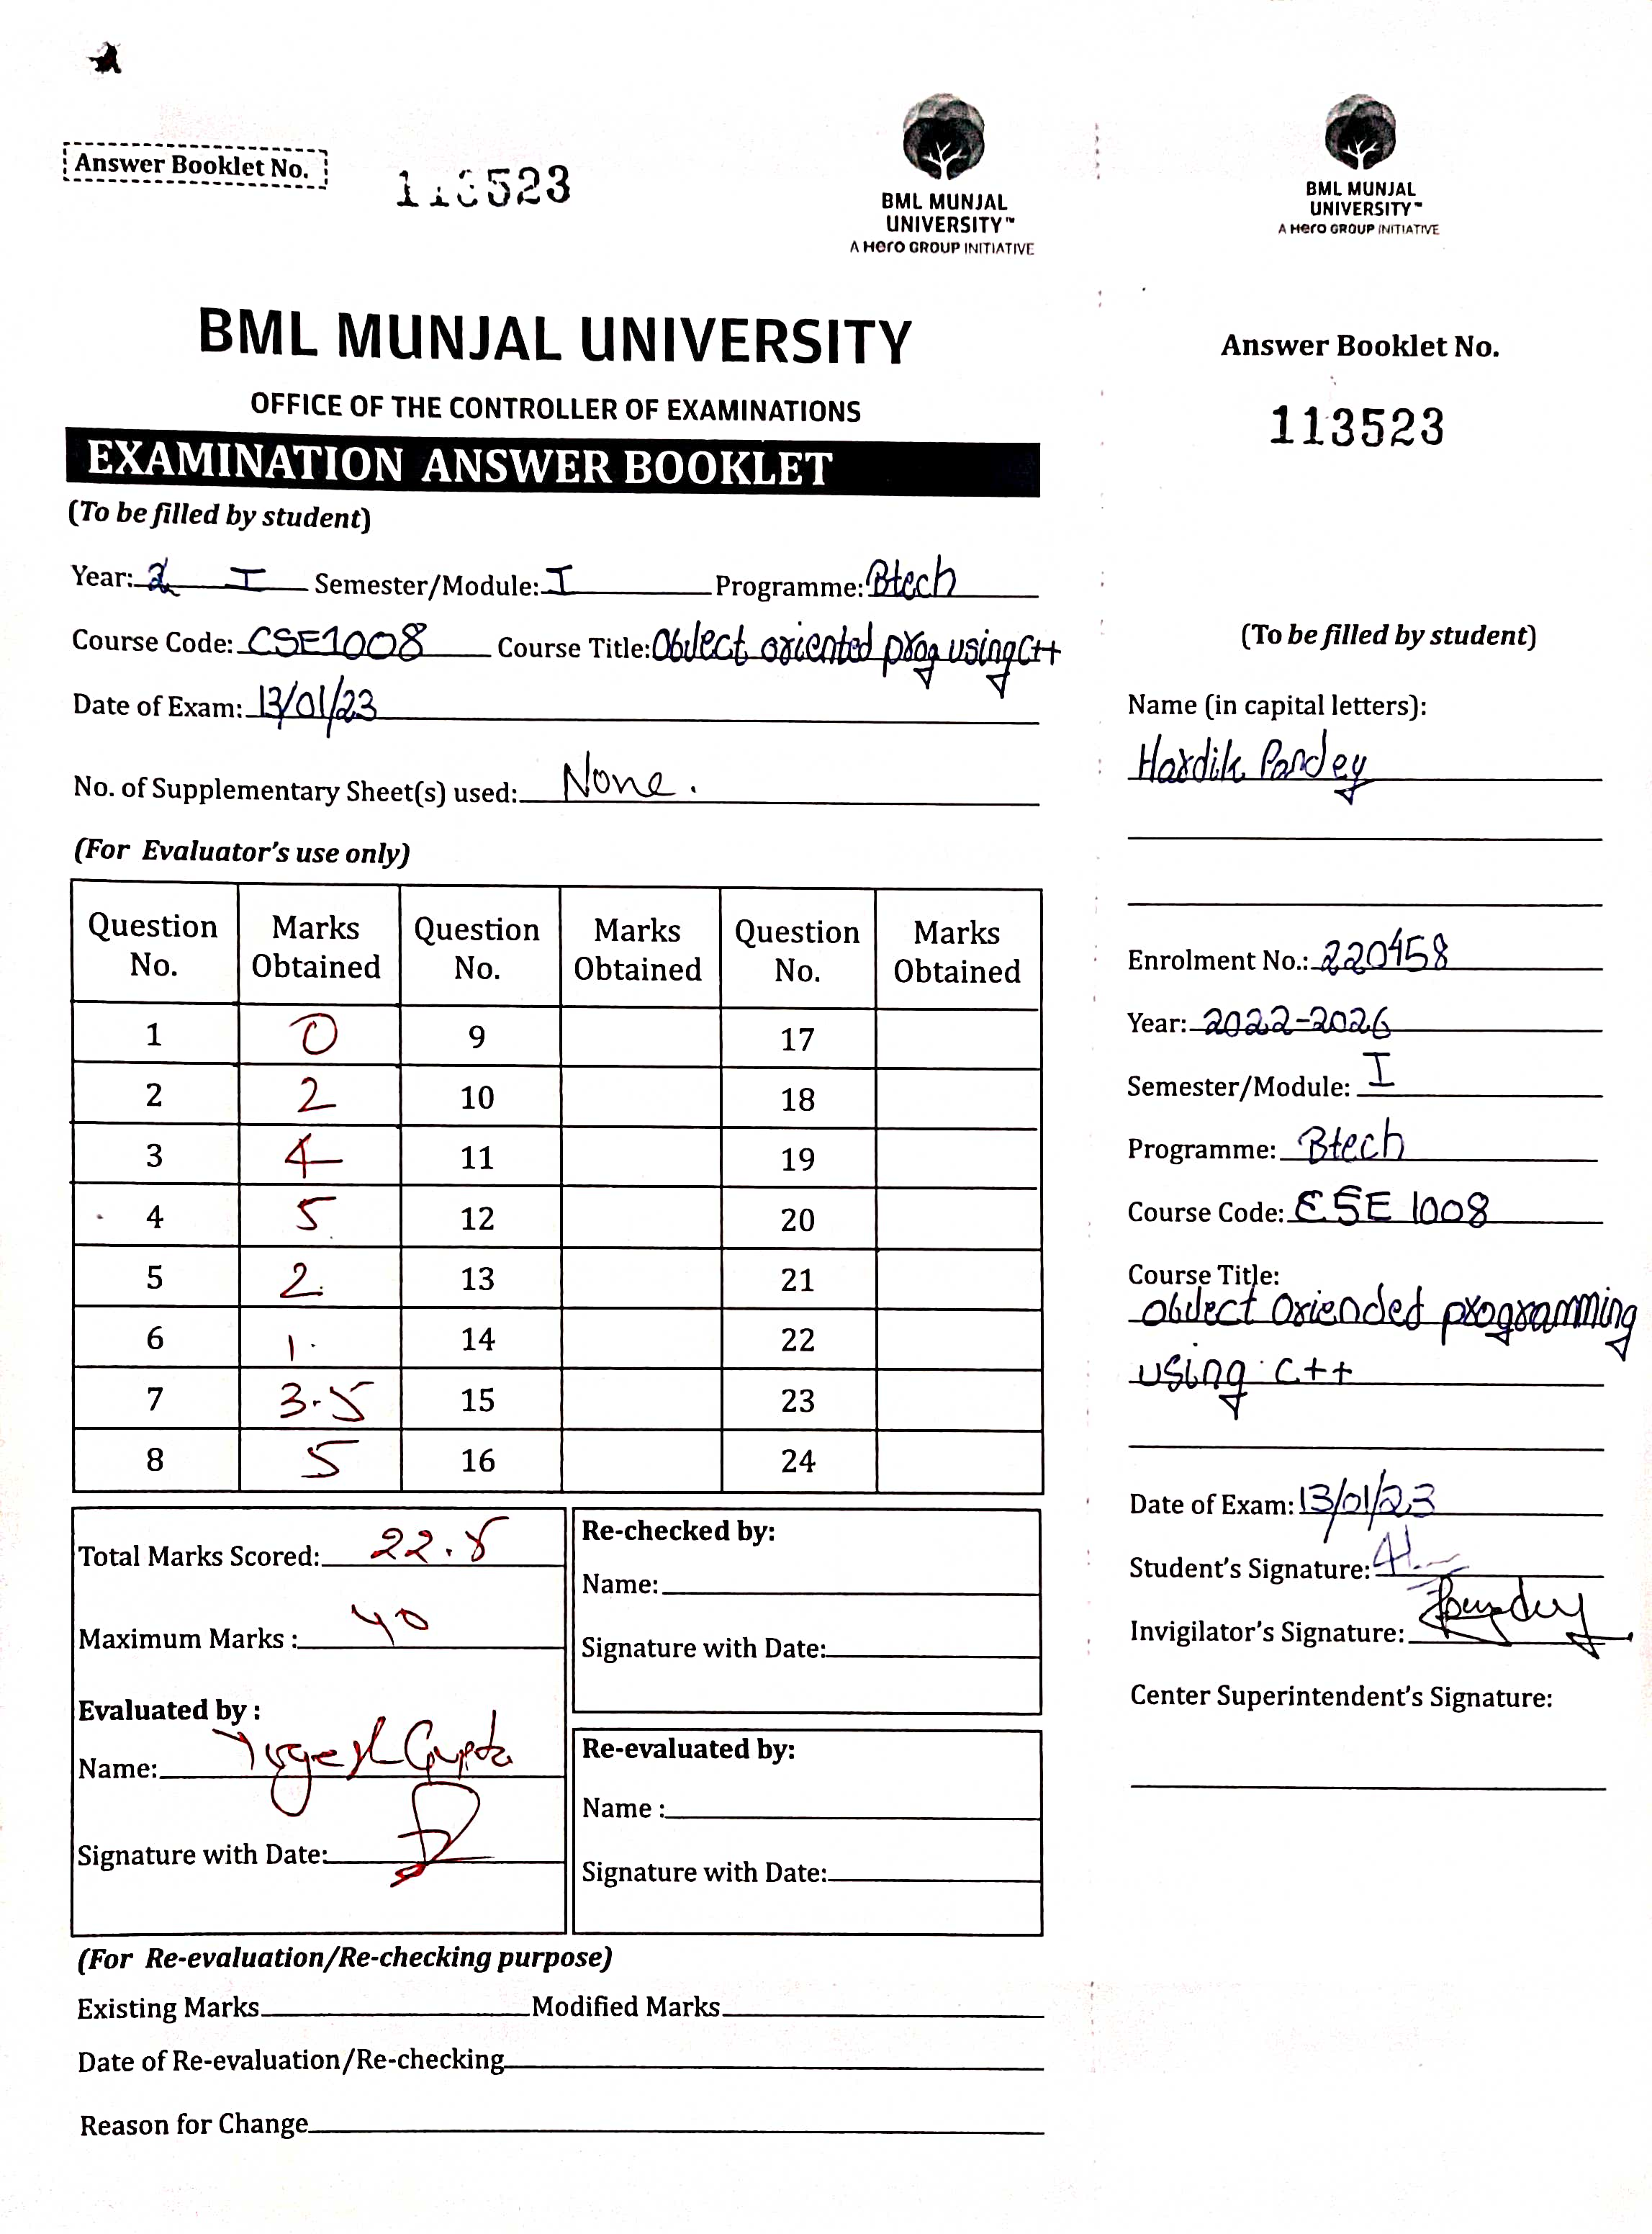 Answer Booklet No.
113523
BML MUNJAL
UNIVERSITY™
A Hero GROUP INITIATIVE
BML MUNJAL UNIVERSITY
OFFICE OF THE CONTROLLER OF EXAMINATIONS
EXAMINATION ANSWER BOOKLET
(To be filled by student)
Year: I Semester/Module: I Programme: Btech
Course Code: CSE1008 Course Title: Object oriented prog using C++
Date of Exam: 13/01/23
No. of Supplementary Sheet(s) used: None.
(For Evaluator's use only)
Question No. Marks Obtained Question No. Marks Obtained Question No. Marks Obtained
1 0 9 17
2 2 10 18
3 4 11 19
4 5 12 20
5 2 13 21
6 1 14 22
7 3.5 15 23
8 5 16 24
Total Marks Scored: 22.5
Maximum Marks : 40
Evaluated by :
Name: Gupta
Signature with Date:
Re-checked by:
Name:
Signature with Date:
Re-evaluated by:
Name :
Signature with Date:
(For Re-evaluation/Re-checking purpose)
Existing Marks Modified Marks
Date of Re-evaluation/Re-checking
Reason for Change
BML MUNJAL
UNIVERSITY™
A Hero GROUP INITIATIVE
Answer Booklet No.
113523
(To be filled by student)
Name (in capital letters):
Hardik Pandey
Enrolment No.: 220458
Year: 2022-2026
Semester/Module: I
Programme: Btech
Course Code: CSE 1008
Course Title:
Object Oriended programming
using C++
Date of Exam: 13/01/23
Student's Signature:
Invigilator's Signature:
Center Superintendent's Signature: